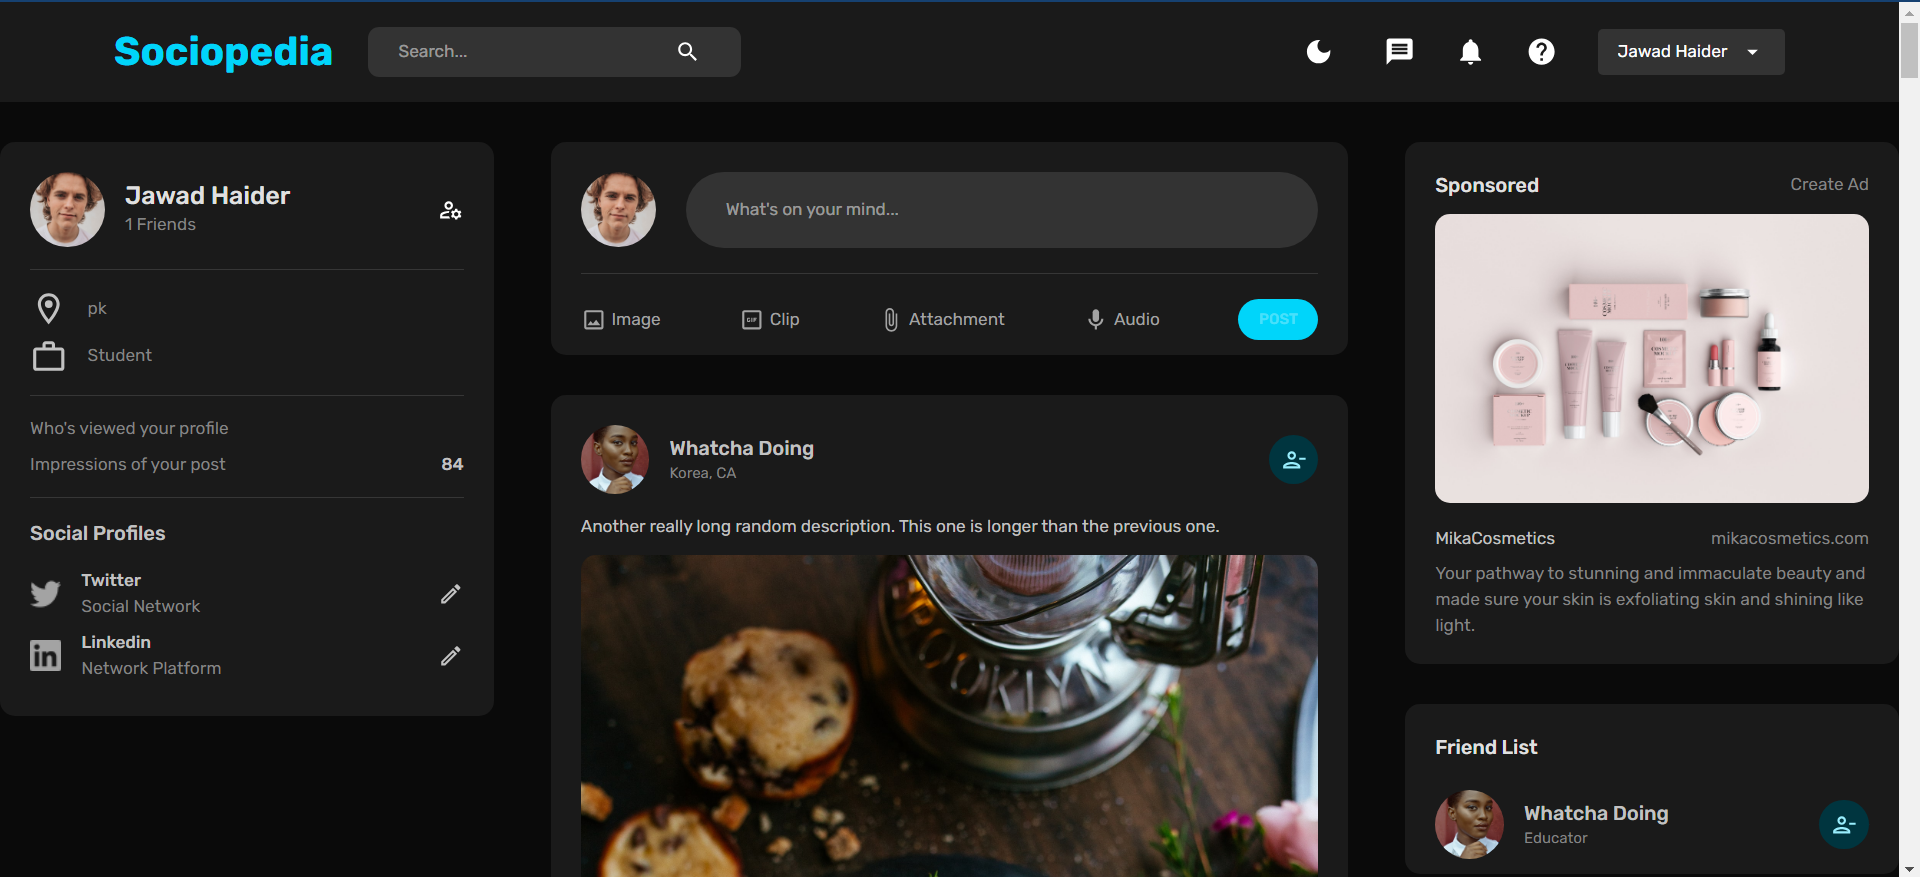 Sociopedia
Search...
Jawad Haider
Jawad Haider
1 Friends
pk
Student
Who's viewed your profile
Impressions of your post 84
Social Profiles
Twitter
Social Network
Linkedin
Network Platform
What's on your mind...
Image
GIF Clip
Attachment
Audio
POST
Whatcha Doing
Korea, CA
Another really long random description. This one is longer than the previous one.
OOKLYN
Sponsored
Create Ad
MikaCosmetics
mikacosmetics.com
Your pathway to stunning and immaculate beauty and
made sure your skin is exfoliating skin and shining like
light.
Friend List
Whatcha Doing
Educator